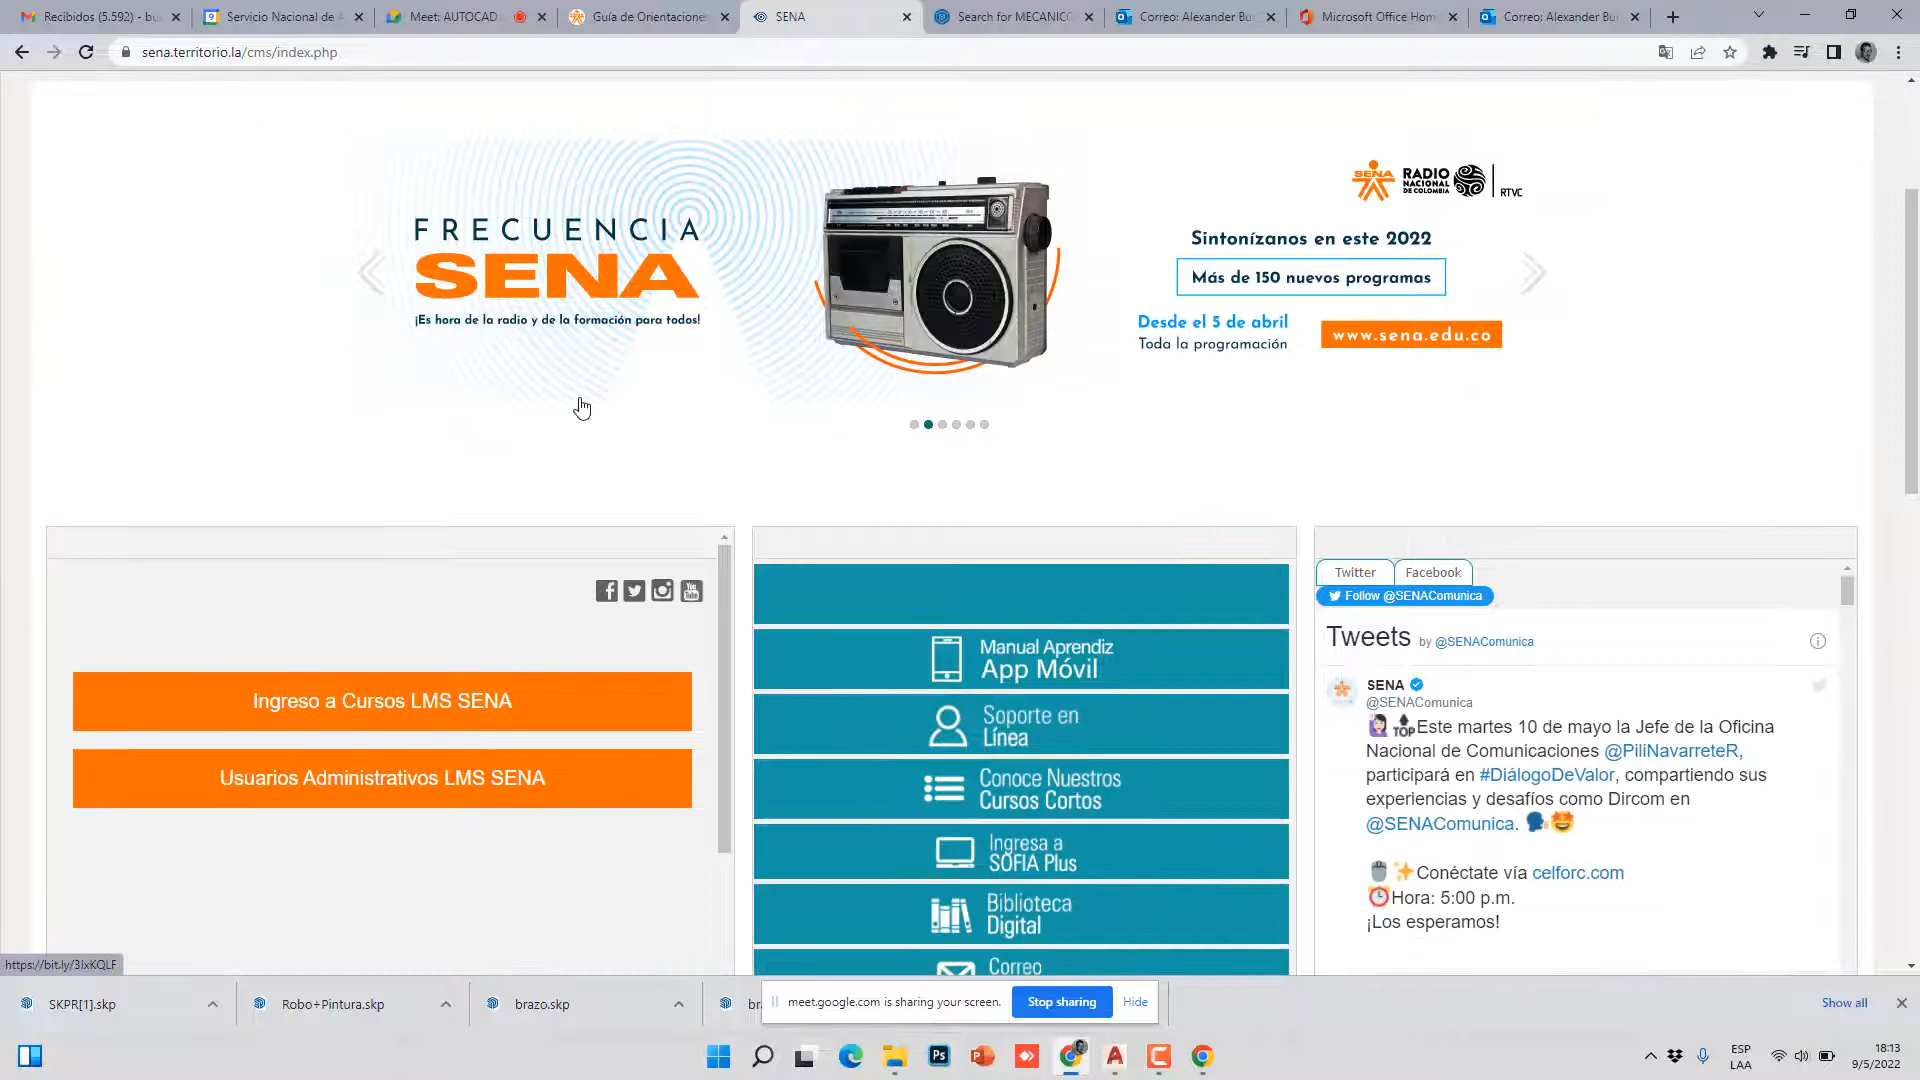 Recibidos (5.592) - bu
Servicio Nacional de A
Meet: AUTOCAD
Guía de Orientaciones
SENA
Search for MECANICO
Correo: Alexander Bu
Microsoft Office Hom
Correo: Alexander Bu
sena.territorio.la/cms/index.php
FRECUENCIA
SENA
¡Es hora de la radio y de la formación para todos!
SENA
RADIO
NACIONAL
DE COLOMBIA
RTVC
Sintonízanos en este 2022
Más de 150 nuevos programas
Desde el 5 de abril
Toda la programación
www.sena.edu.co
You
Tube
Ingreso a Cursos LMS SENA
Usuarios Administrativos LMS SENA
Manual Aprendiz
App Móvil
Soporte en
Línea
Conoce Nuestros
Cursos Cortos
Ingresa a
SOFIA Plus
Biblioteca
Digital
Correo
Twitter
Facebook
Follow @SENAComunica
Tweets by @SENAComunica
SENA
@SENAComunica
TOP Este martes 10 de mayo la Jefe de la Oficina
Nacional de Comunicaciones @PiliNavarreteR,
participará en #DiálogoDeValor, compartiendo sus
experiencias y desafíos como Dircom en
@SENAComunica.
Conéctate vía celforc.com
Hora: 5:00 p.m.
¡Los esperamos!
https://bit.ly/3IxKQLF
SKPR[1].skp
Robo+Pintura.skp
brazo.skp
meet.google.com is sharing your screen.
Stop sharing
Hide
Show all
Ps
ESP
LAA
18:13
9/5/2022